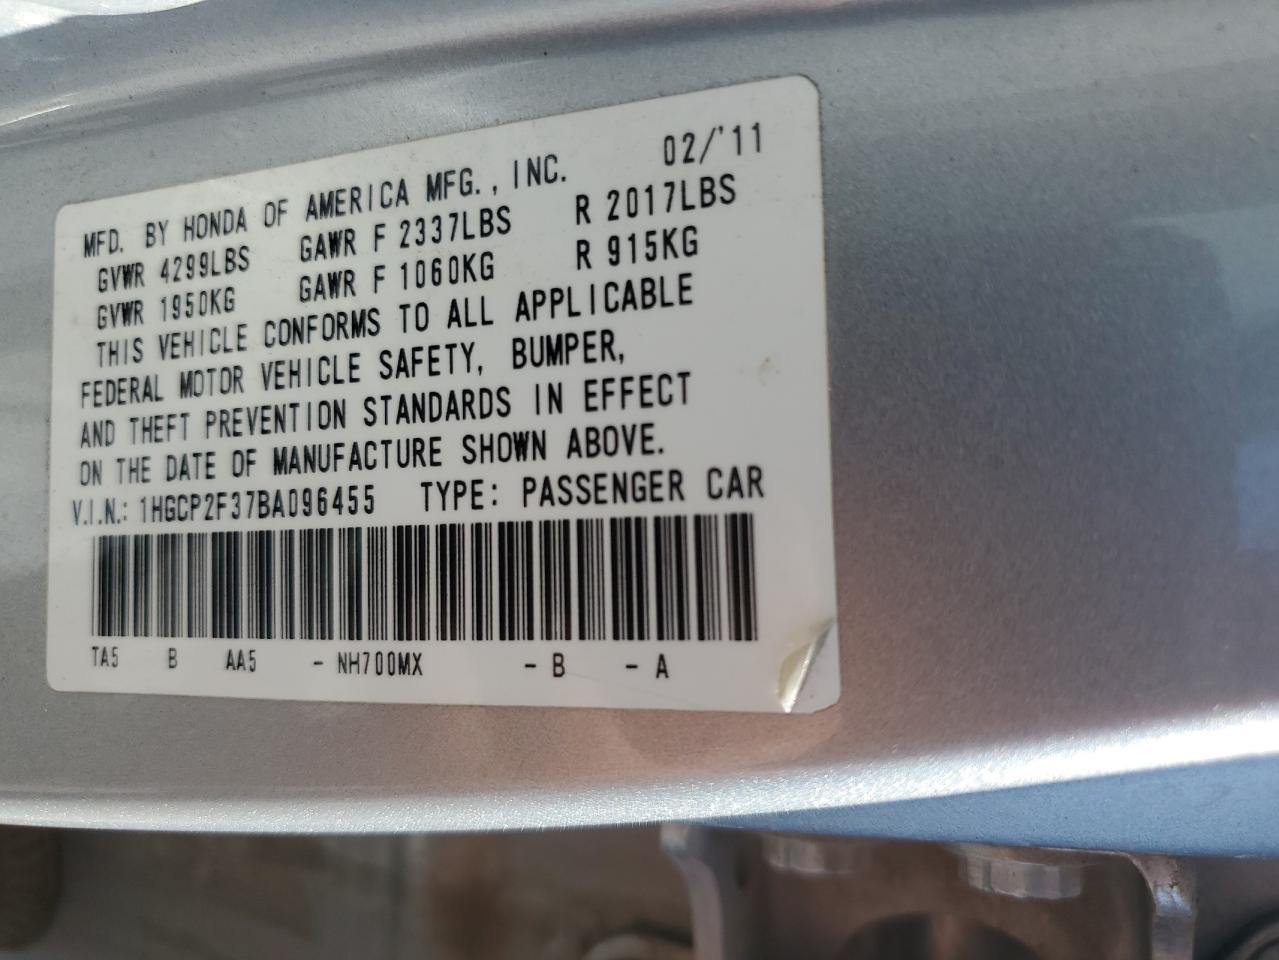 MFD. BY HONDA OF AMERICA MFG., INC. 02/'11
GVWR 4299LBS GAWR F 2337LBS R 2017LBS
GVWR 1950KG GAWR F 1060KG R 915KG
THIS VEHICLE CONFORMS TO ALL APPLICABLE
FEDERAL MOTOR VEHICLE SAFETY, BUMPER,
AND THEFT PREVENTION STANDARDS IN EFFECT
ON THE DATE OF MANUFACTURE SHOWN ABOVE.
V.I.N.: 1HGCP2F37BA096455 TYPE: PASSENGER CAR
TA5 B AA5 - NH700MX - B - A